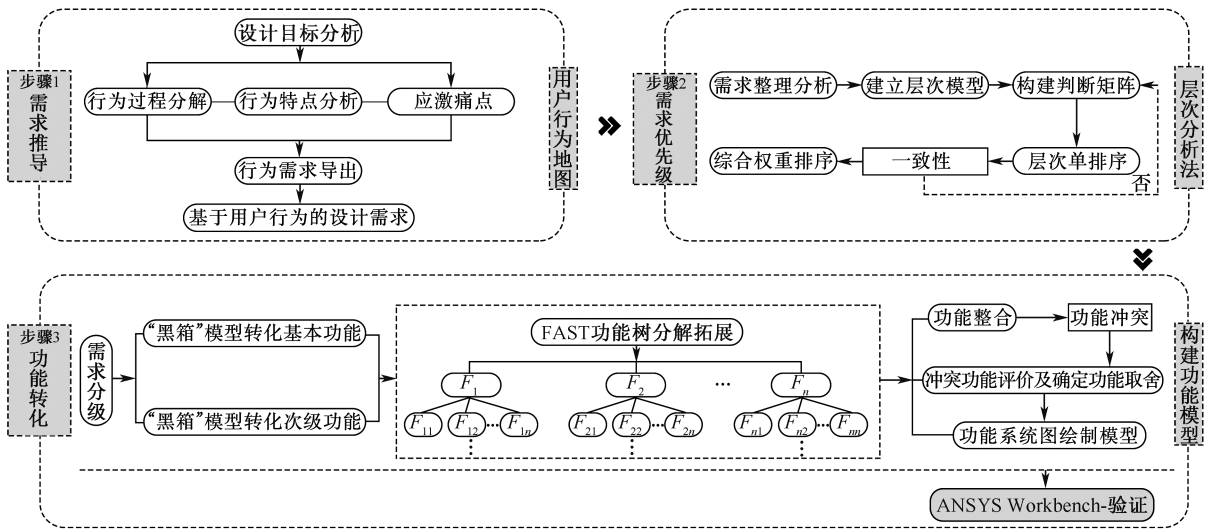 步骤1
需求推导
设计目标分析
行为过程分解
行为特点分析
应激痛点
行为需求导出
基于用户行为的设计需求
用户行为地图
步骤2
需求优先级
需求整理分析
建立层次模型
构建判断矩阵
综合权重排序
一致性
层次单排序
否
层次分析法
步骤3
功能转化
需求分级
“黑箱”模型转化基本功能
“黑箱”模型转化次级功能
FAST功能树分解拓展
F1
F2
···
Fn
F11
F12
···
F1n
F21
F22
···
F2n
Fn1
Fn2
···
Fnn
功能整合
功能冲突
冲突功能评价及确定功能取舍
功能系统图绘制模型
构建功能模型
ANSYS Workbench-验证